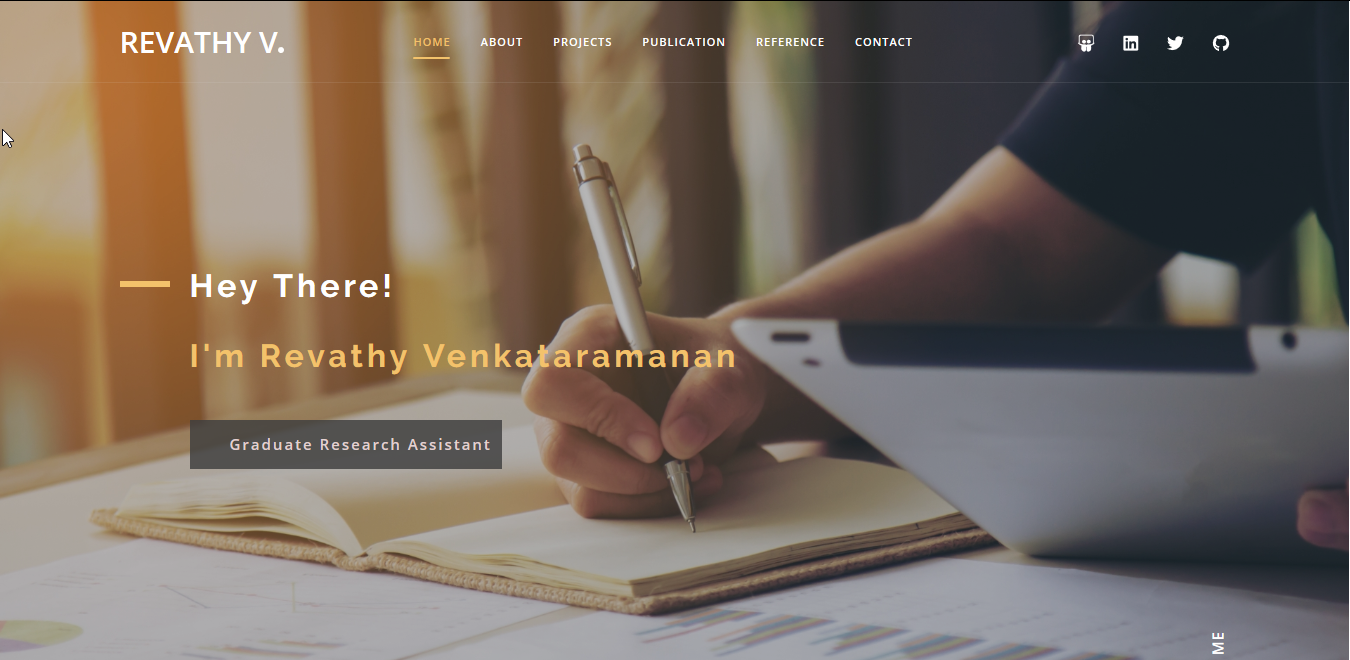 REVATHY V.
HOME ABOUT PROJECTS PUBLICATION REFERENCE CONTACT
Hey There!
I'm Revathy Venkataramanan
Graduate Research Assistant
ME